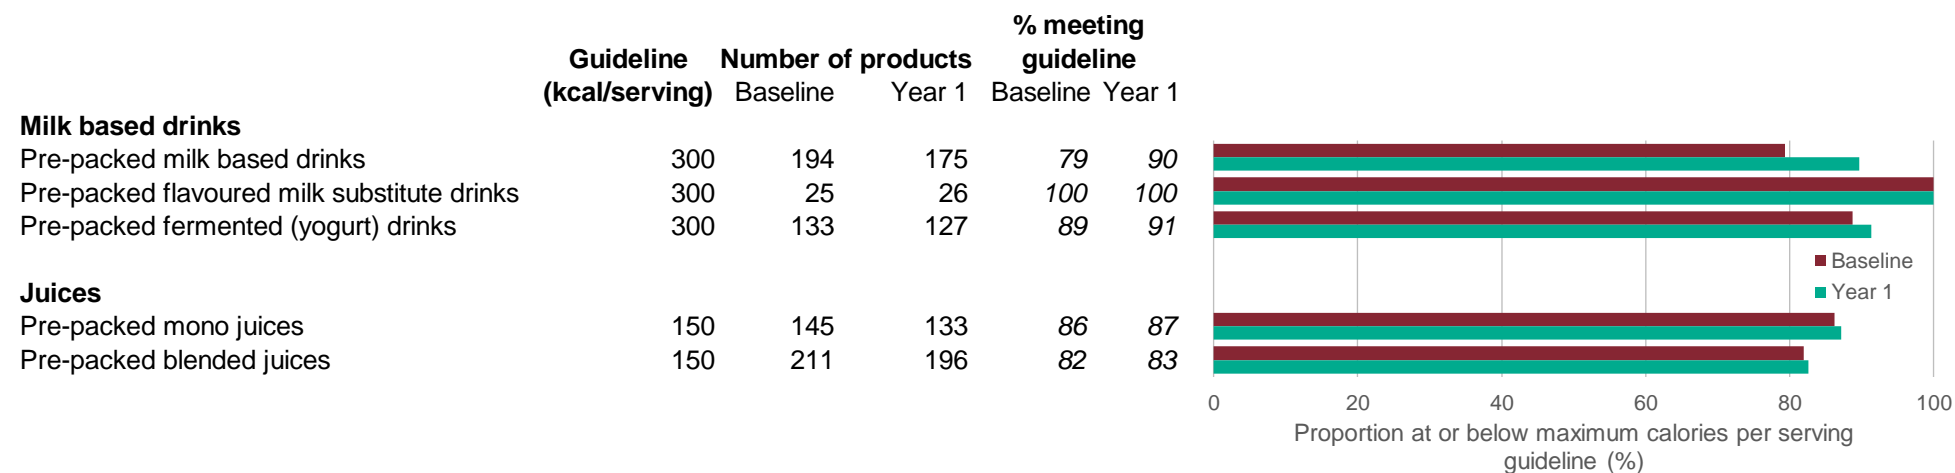 % meeting
Guideline Number of products guideline
(kcal/serving) Baseline Year 1 Baseline Year 1
Milk based drinks
Pre-packed milk based drinks 300 194 175 79 90
Pre-packed flavoured milk substitute drinks 300 25 26 100 100
Pre-packed fermented (yogurt) drinks 300 133 127 89 91
Baseline
Juices
Year 1
Pre-packed mono juices 150 145 133 86 87
Pre-packed blended juices 150 211 196 82 83
0 20 40 60 80 100
Proportion at or below maximum calories per serving
guideline (%)